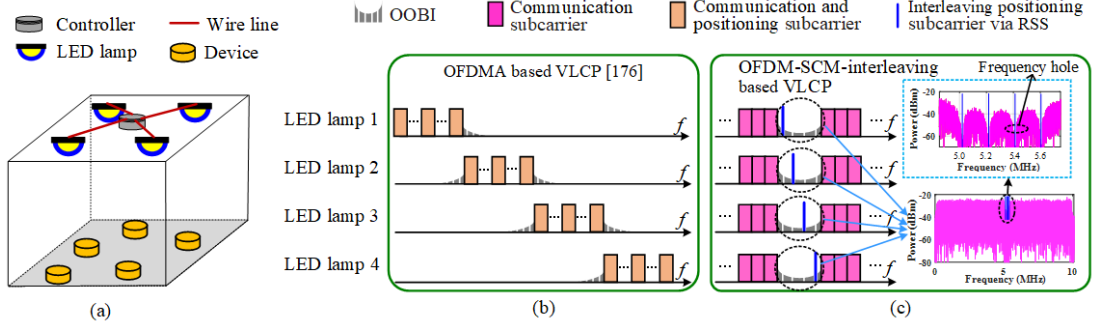 Controller
Wire line
LED lamp
Device
(a)
OOBI
Communication
subcarrier
Communication and
positioning subcarrier
Interleaving positioning
subcarrier via RSS
OFDMA based VLCP [176]
LED lamp 1
f
LED lamp 2
f
LED lamp 3
f
LED lamp 4
f
(b)
OFDM-SCM-interleaving
based VLCP
Frequency hole
... ... f
... ... f
... ... f
... ... f
Power (dBm)
-20
-40
-60
5.0 5.2 5.4 5.6
Frequency (MHz)
Power (dBm)
-20
-40
-60
-80
0 5 10
Frequency (MHz)
(c)